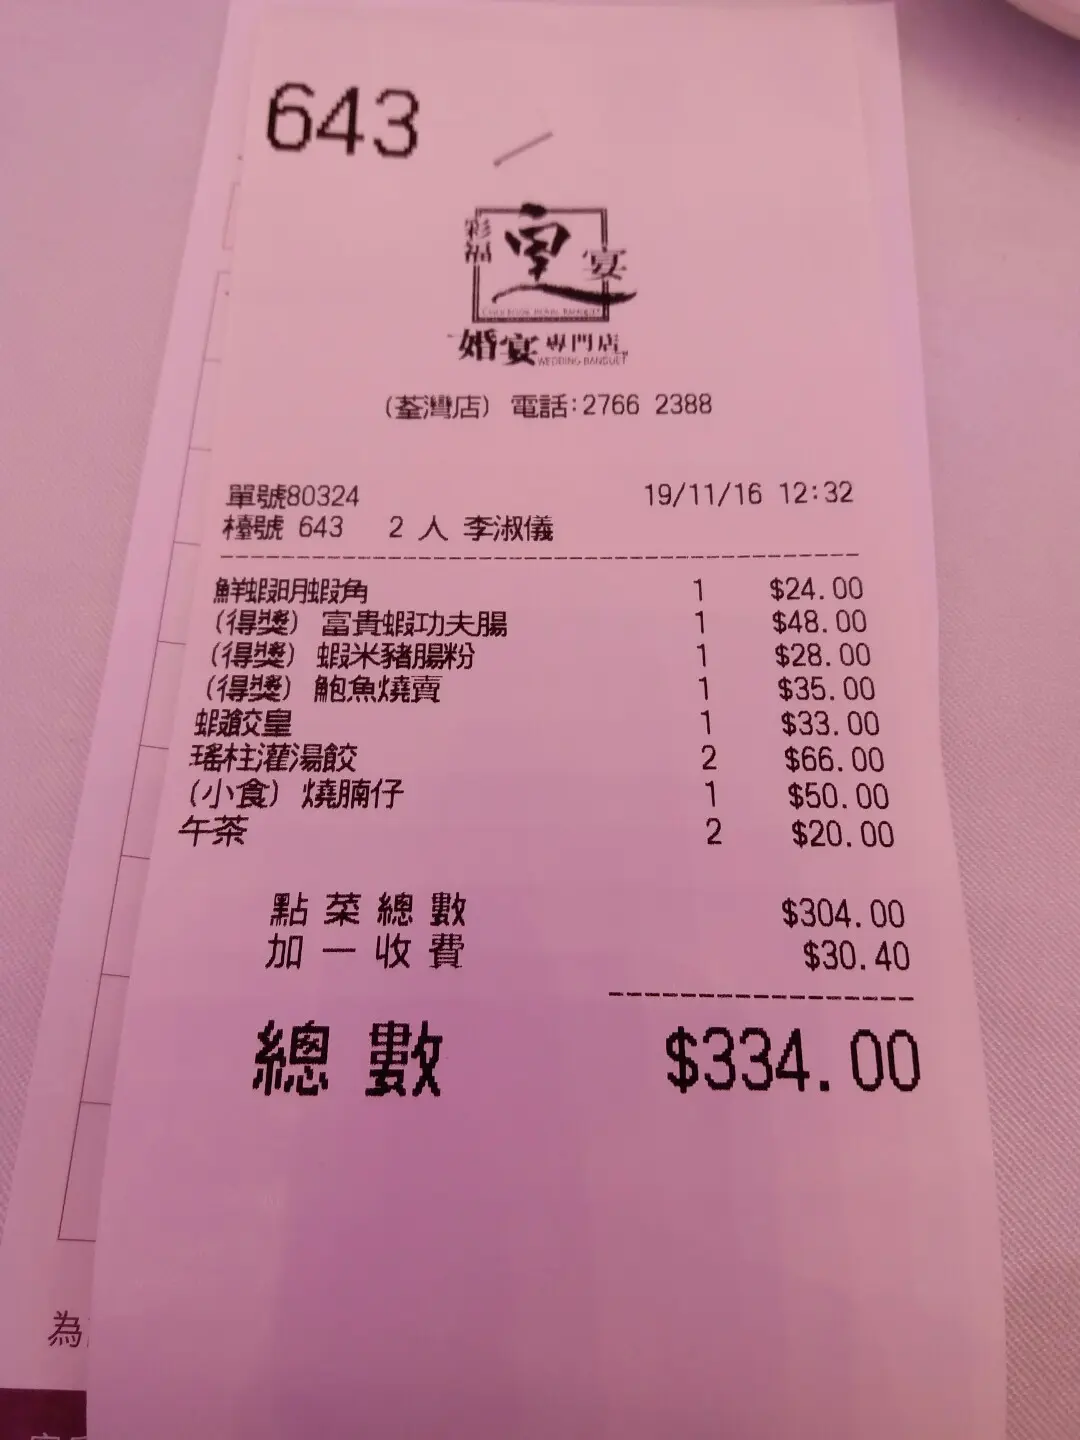 643
彩福 皇 宴
婚宴專門店
WEDDING BANQUET
(荃灣店) 電話:2766 2388
單號80324 19/11/16 12:32
檯號 643 2 人 李淑儀
鮮蝦明蝦角 1 $24.00
(得獎) 富貴蝦功夫腸 1 $48.00
(得獎) 蝦米豬腸粉 1 $28.00
(得獎) 鮑魚燒賣 1 $35.00
蝦餃皇 1 $33.00
瑤柱灌湯餃 2 $66.00
(小食) 燒腩仔 1 $50.00
午茶 2 $20.00
點菜總數 $304.00
加一收費 $30.40
總數 $334.00
為